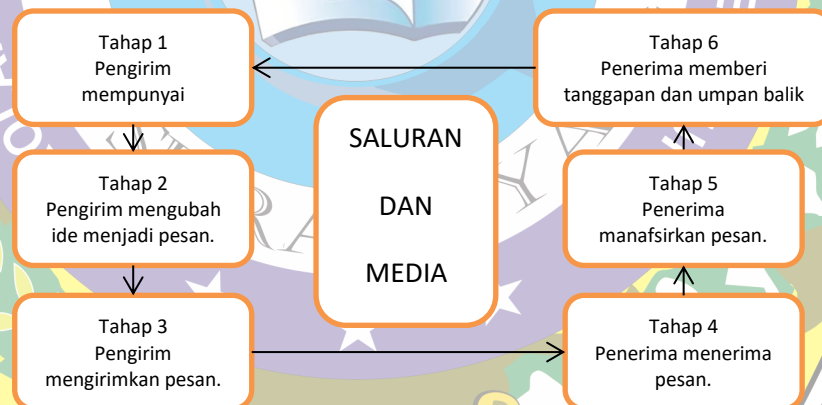 Tahap 1
Pengirim
mempunyai
Tahap 2
Pengirim mengubah
ide menjadi pesan.
Tahap 3
Pengirim
mengirimkan pesan.
SALURAN
DAN
MEDIA
Tahap 4
Penerima menerima
pesan.
Tahap 5
Penerima
manafsirkan pesan.
Tahap 6
Penerima memberi
tanggapan dan umpan balik